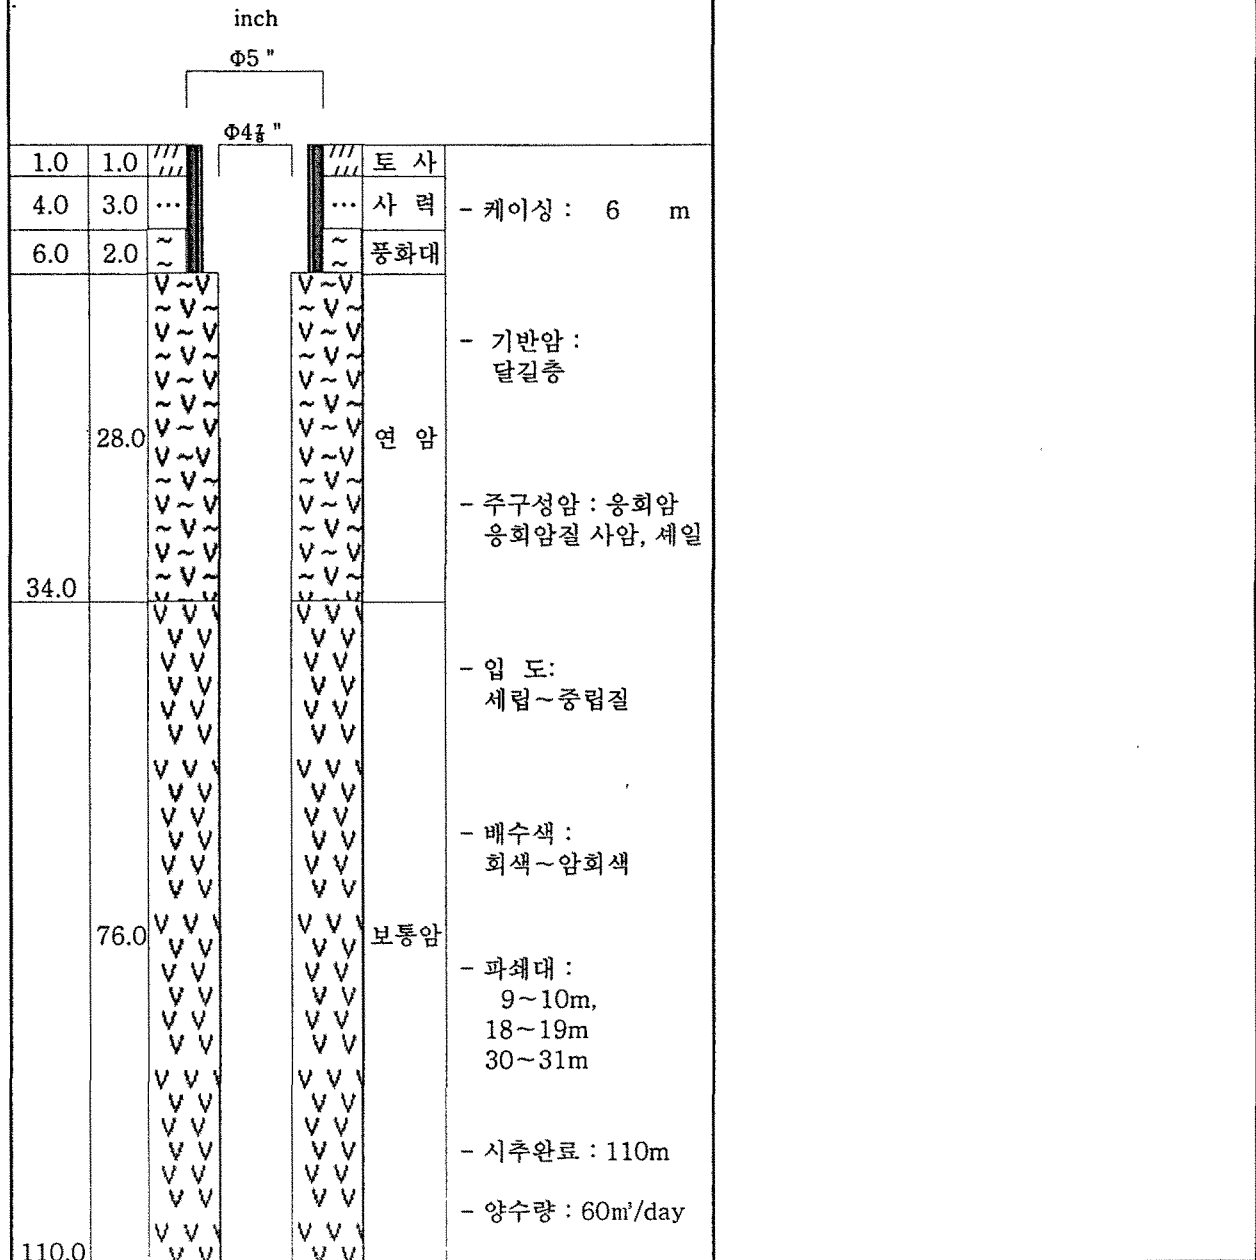 inch
Φ5 "
Φ4⅞ "
1.0 1.0 토 사
4.0 3.0 사 력 - 케이싱 : 6 m
6.0 2.0 풍화대
- 기반암 :
달길층
28.0 연 암
- 주구성암 : 응회암
응회암질 사암, 셰일
34.0
- 입 도:
세립~중립질
- 배수색 :
회색~암회색
76.0 보통암
- 파쇄대 :
9~10m,
18~19m
30~31m
- 시추완료 : 110m
- 양수량 : 60㎥/day
110.0